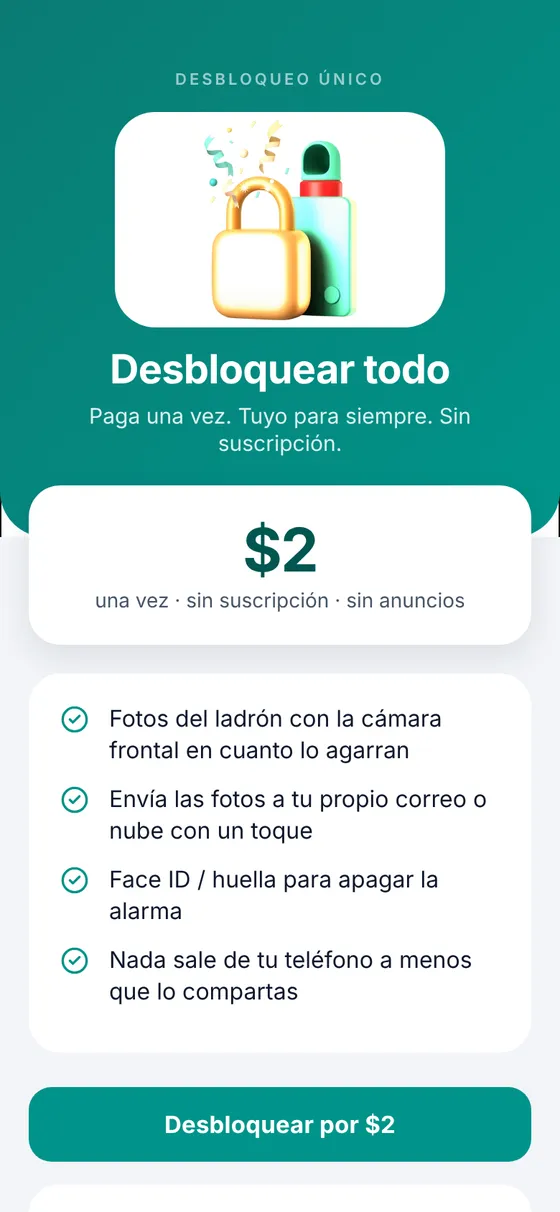 DESBLOQUEO ÚNICO
Desbloquear todo
Paga una vez. Tuyo para siempre. Sin
suscripción.
$2
una vez · sin suscripción · sin anuncios
Fotos del ladrón con la cámara
frontal en cuanto lo agarran
Envía las fotos a tu propio correo o
nube con un toque
Face ID / huella para apagar la
alarma
Nada sale de tu teléfono a menos
que lo compartas
Desbloquear por $2